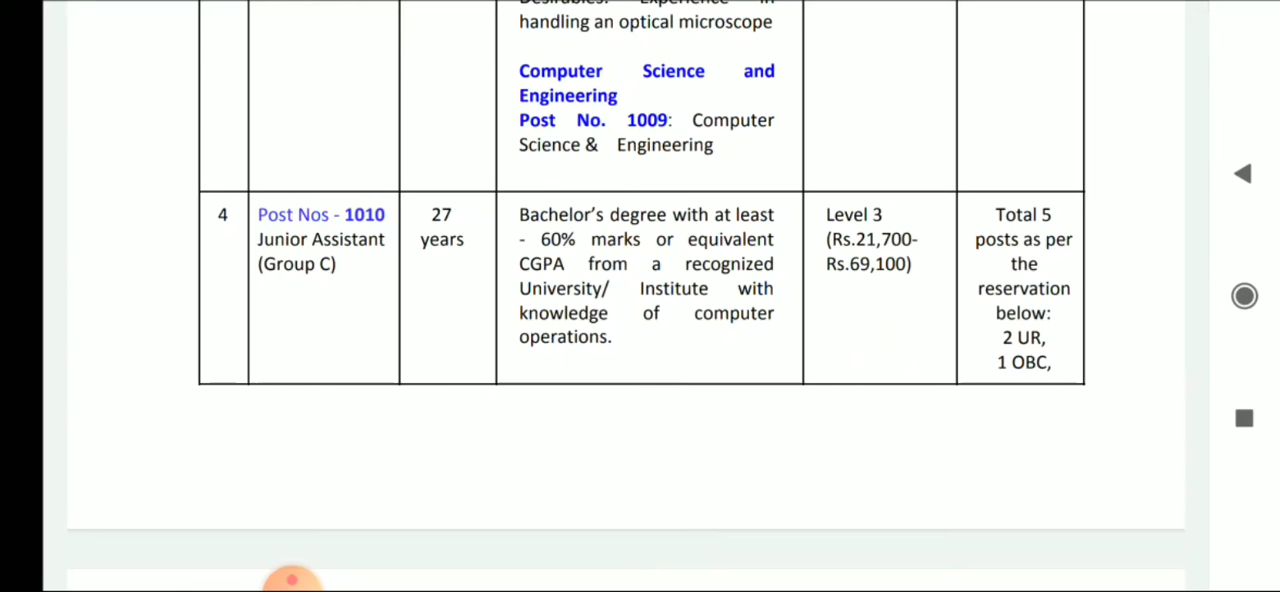 Desirables: Experience in
handling an optical microscope
Computer Science and
Engineering
Post No. 1009: Computer
Science & Engineering
4
Post Nos - 1010
Junior Assistant
(Group C)
27
years
Bachelor's degree with at least
- 60% marks or equivalent
CGPA from a recognized
University/ Institute with
knowledge of computer
operations.
Level 3
(Rs.21,700-
Rs.69,100)
Total 5
posts as per
the
reservation
below:
2 UR,
1 OBC,